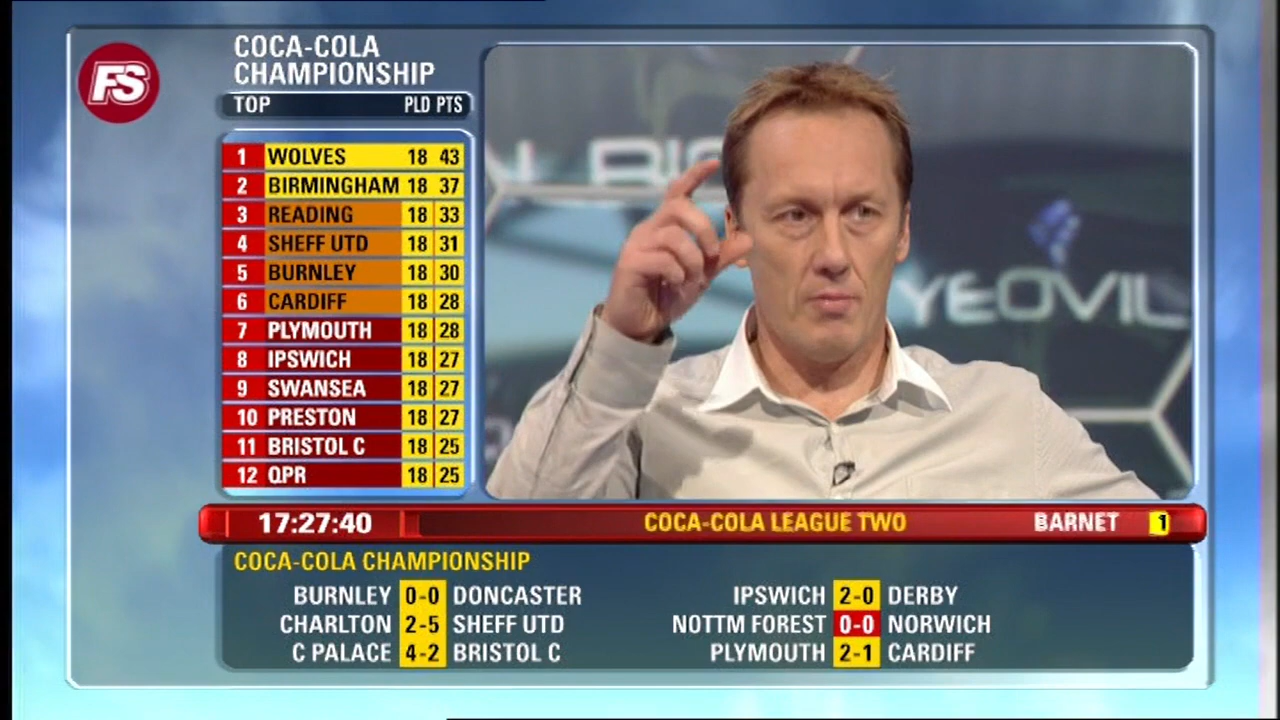 FS
COCA-COLA
CHAMPIONSHIP
TOP PLD PTS
1 WOLVES 18 43
2 BIRMINGHAM 18 37
3 READING 18 33
4 SHEFF UTD 18 31
5 BURNLEY 18 30
6 CARDIFF 18 28
7 PLYMOUTH 18 28
8 IPSWICH 18 27
9 SWANSEA 18 27
10 PRESTON 18 27
11 BRISTOL C 18 25
12 QPR 18 25
YEOVIL
17:27:40 COCA-COLA LEAGUE TWO BARNET 1
COCA-COLA CHAMPIONSHIP
BURNLEY 0-0 DONCASTER IPSWICH 2-0 DERBY
CHARLTON 2-5 SHEFF UTD NOTTM FOREST 0-0 NORWICH
C PALACE 4-2 BRISTOL C PLYMOUTH 2-1 CARDIFF